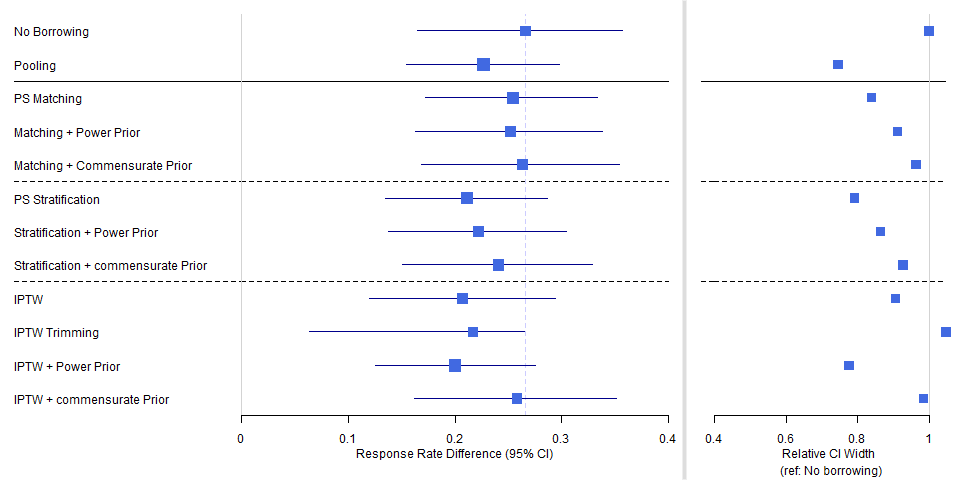 No Borrowing
Pooling
PS Matching
Matching + Power Prior
Matching + Commensurate Prior
PS Stratification
Stratification + Power Prior
Stratification + commensurate Prior
IPTW
IPTW Trimming
IPTW + Power Prior
IPTW + commensurate Prior
0 0.1 0.2 0.3 0.4
Response Rate Difference (95% CI)
0.4 0.6 0.8 1
Relative CI Width
(ref: No borrowing)